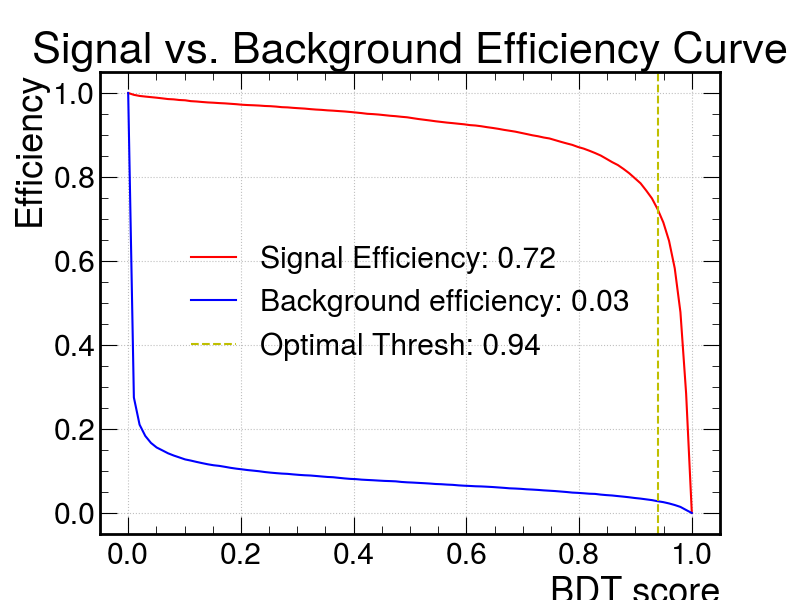 Signal vs. Background Efficiency Curve
Efficiency
1.0
0.8
0.6
0.4
0.2
0.0
Signal Efficiency: 0.72
Background efficiency: 0.03
Optimal Thresh: 0.94
0.0 0.2 0.4 0.6 0.8 1.0
BDT score